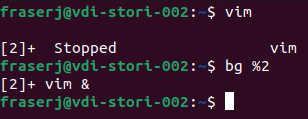 fraserj@vdi-stori-002:~$ vim

[2]+  Stopped                 vim
fraserj@vdi-stori-002:~$ bg %2
[2]+ vim &
fraserj@vdi-stori-002:~$